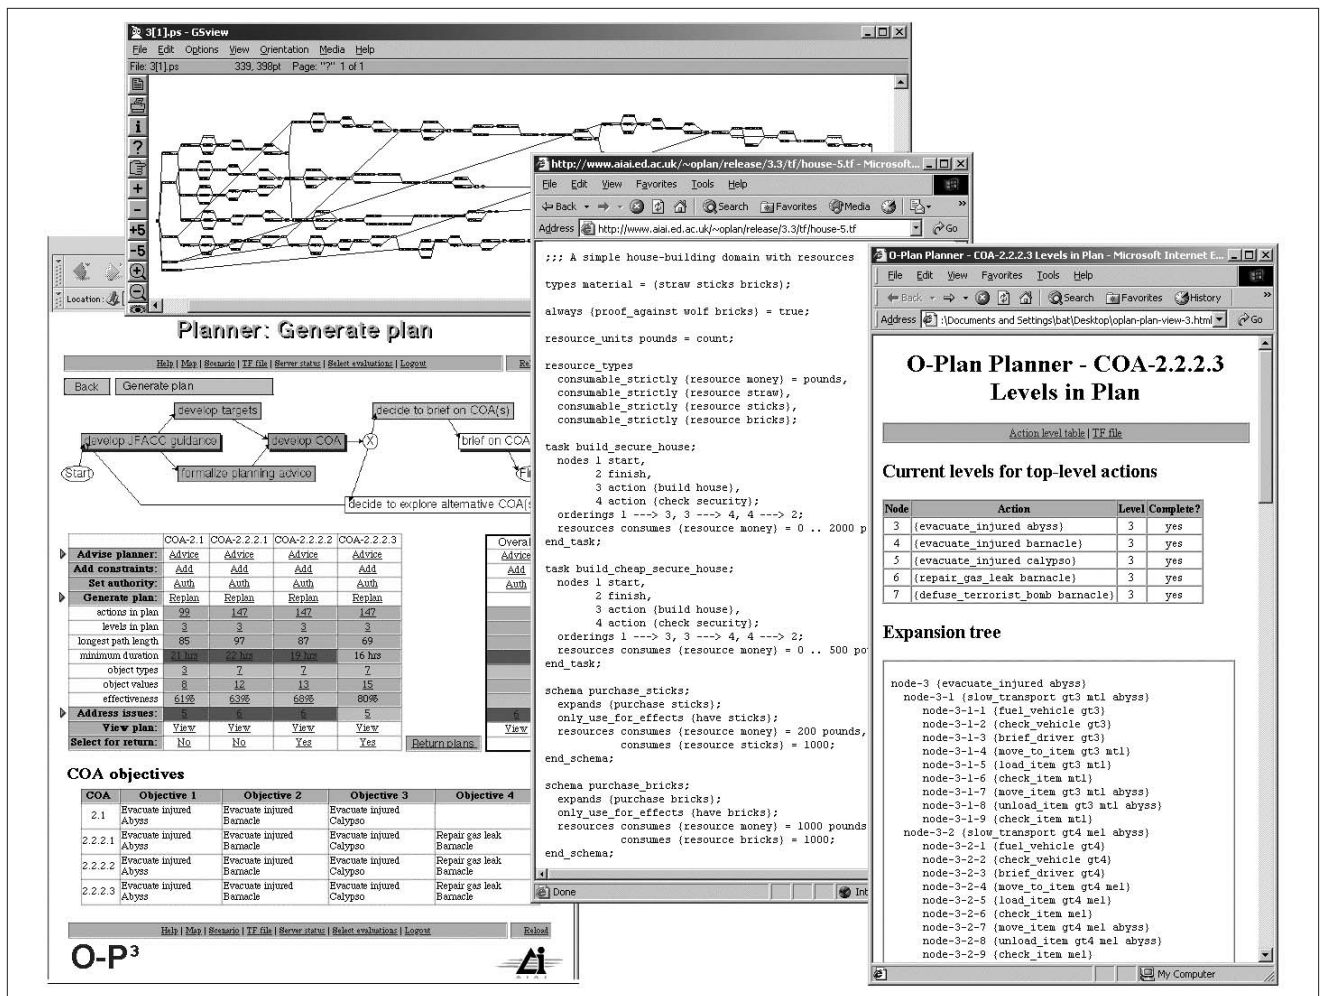 3[1].ps - GSview
File Edit Options View Orientation Media Help
File: 3[1].ps 339, 398pt Page: "?" 1 of 1
i
?
+
-
+5
-5
Location:
Planner: Generate plan
Help | Map | Scenario | TF file | Server status | Select evaluations | Logout
Back Generate plan
develop targets
decide to brief on COA(s)
develop JFACC guidance
develop COA
X
brief on COA
Start
formalize planning advice
decide to explore alternative COA(s
COA-2.1 COA-2.2.2.1 COA-2.2.2.2 COA-2.2.2.3 Overal
Advise planner: Advice Advice Advice Advice Advice
Add constraints: Add Add Add Add Add
Set authority: Auth Auth Auth Auth Auth
Generate plan: Replan Replan Replan Replan
actions in plan 99 147 147 147
levels in plan 3 3 3 3
longest path length 85 97 87 69
minimum duration 21 hrs 22 hrs 19 hrs 16 hrs
object types 3 7 7 7
object values 8 12 13 15
effectiveness 61% 63% 68% 80%
Address issues: 5 6 6 5 6
View plan: View View View View View
Select for return: No No Yes Yes Return plans
COA objectives
COA Objective 1 Objective 2 Objective 3 Objective 4
2.1 Evacuate injured Abyss Evacuate injured Barnacle Evacuate injured Calypso
2.2.2.1 Evacuate injured Abyss Evacuate injured Barnacle Evacuate injured Calypso Repair gas leak Barnacle
2.2.2.2 Evacuate injured Abyss Evacuate injured Barnacle Evacuate injured Calypso Repair gas leak Barnacle
2.2.2.3 Evacuate injured Abyss Evacuate injured Barnacle Evacuate injured Calypso Repair gas leak Barnacle
Help | Map | Scenario | TF file | Server status | Select evaluations | Logout Reload
O-P³
Ai
AIAI
http://www.aiai.ed.ac.uk/~oplan/release/3.3/tf/house-5.tf - Microsoft...
File Edit View Favorites Tools Help
Back Search Favorites Media
Address http://www.aiai.ed.ac.uk/~oplan/release/3.3/tf/house-5.tf Go
;;; A simple house-building domain with resources
types material = (straw sticks bricks);
always {proof_against wolf bricks} = true;
resource_units pounds = count;
resource_types
consumable_strictly {resource money} = pounds,
consumable_strictly {resource straw},
consumable_strictly {resource sticks},
consumable_strictly {resource bricks};
task build_secure_house;
nodes 1 start,
2 finish,
3 action {build house},
4 action {check security};
orderings 1 ---> 3, 3 ---> 4, 4 ---> 2;
resources consumes {resource money} = 0 .. 2000 p
end_task;
task build_cheap_secure_house;
nodes 1 start,
2 finish,
3 action {build house},
4 action {check security};
orderings 1 ---> 3, 3 ---> 4, 4 ---> 2;
resources consumes {resource money} = 0 .. 500 po
end_task;
schema purchase_sticks;
expands {purchase sticks};
only_use_for_effects {have sticks};
resources consumes {resource money} = 200 pounds,
consumes {resource sticks} = 1000;
end_schema;
schema purchase_bricks;
expands {purchase bricks};
only_use_for_effects {have bricks};
resources consumes {resource money} = 1000 pounds
consumes {resource bricks} = 1000;
end_schema;
Done Int
O-Plan Planner - COA-2.2.2.3 Levels in Plan - Microsoft Internet E...
File Edit View Favorites Tools Help
Back Search Favorites History
Address :\Documents and Settings\bat\Desktop\oplan-plan-view-3.html Go
O-Plan Planner - COA-2.2.2.3
Levels in Plan
Action level table | TF file
Current levels for top-level actions
Node Action Level Complete?
3 {evacuate_injured abyss} 3 yes
4 {evacuate_injured barnacle} 3 yes
5 {evacuate_injured calypso} 3 yes
6 {repair_gas_leak barnacle} 3 yes
7 {defuse_terrorist_bomb barnacle} 3 yes
Expansion tree
node-3 {evacuate_injured abyss}
node-3-1 {slow_transport gt3 mtl abyss}
node-3-1-1 {fuel_vehicle gt3}
node-3-1-2 {check_vehicle gt3}
node-3-1-3 {brief_driver gt3}
node-3-1-4 {move_to_item gt3 mtl}
node-3-1-5 {load_item gt3 mtl}
node-3-1-6 {check_item mtl}
node-3-1-7 {move_item gt3 mtl abyss}
node-3-1-8 {unload_item gt3 mtl abyss}
node-3-1-9 {check_item mtl}
node-3-2 {slow_transport gt4 mel abyss}
node-3-2-1 {fuel_vehicle gt4}
node-3-2-2 {check_vehicle gt4}
node-3-2-3 {brief_driver gt4}
node-3-2-4 {move_to_item gt4 mel}
node-3-2-5 {load_item gt4 mel}
node-3-2-6 {check_item mel}
node-3-2-7 {move_item gt4 mel abyss}
node-3-2-8 {unload_item gt4 mel abyss}
node-3-2-9 {check_item mel}
My Computer